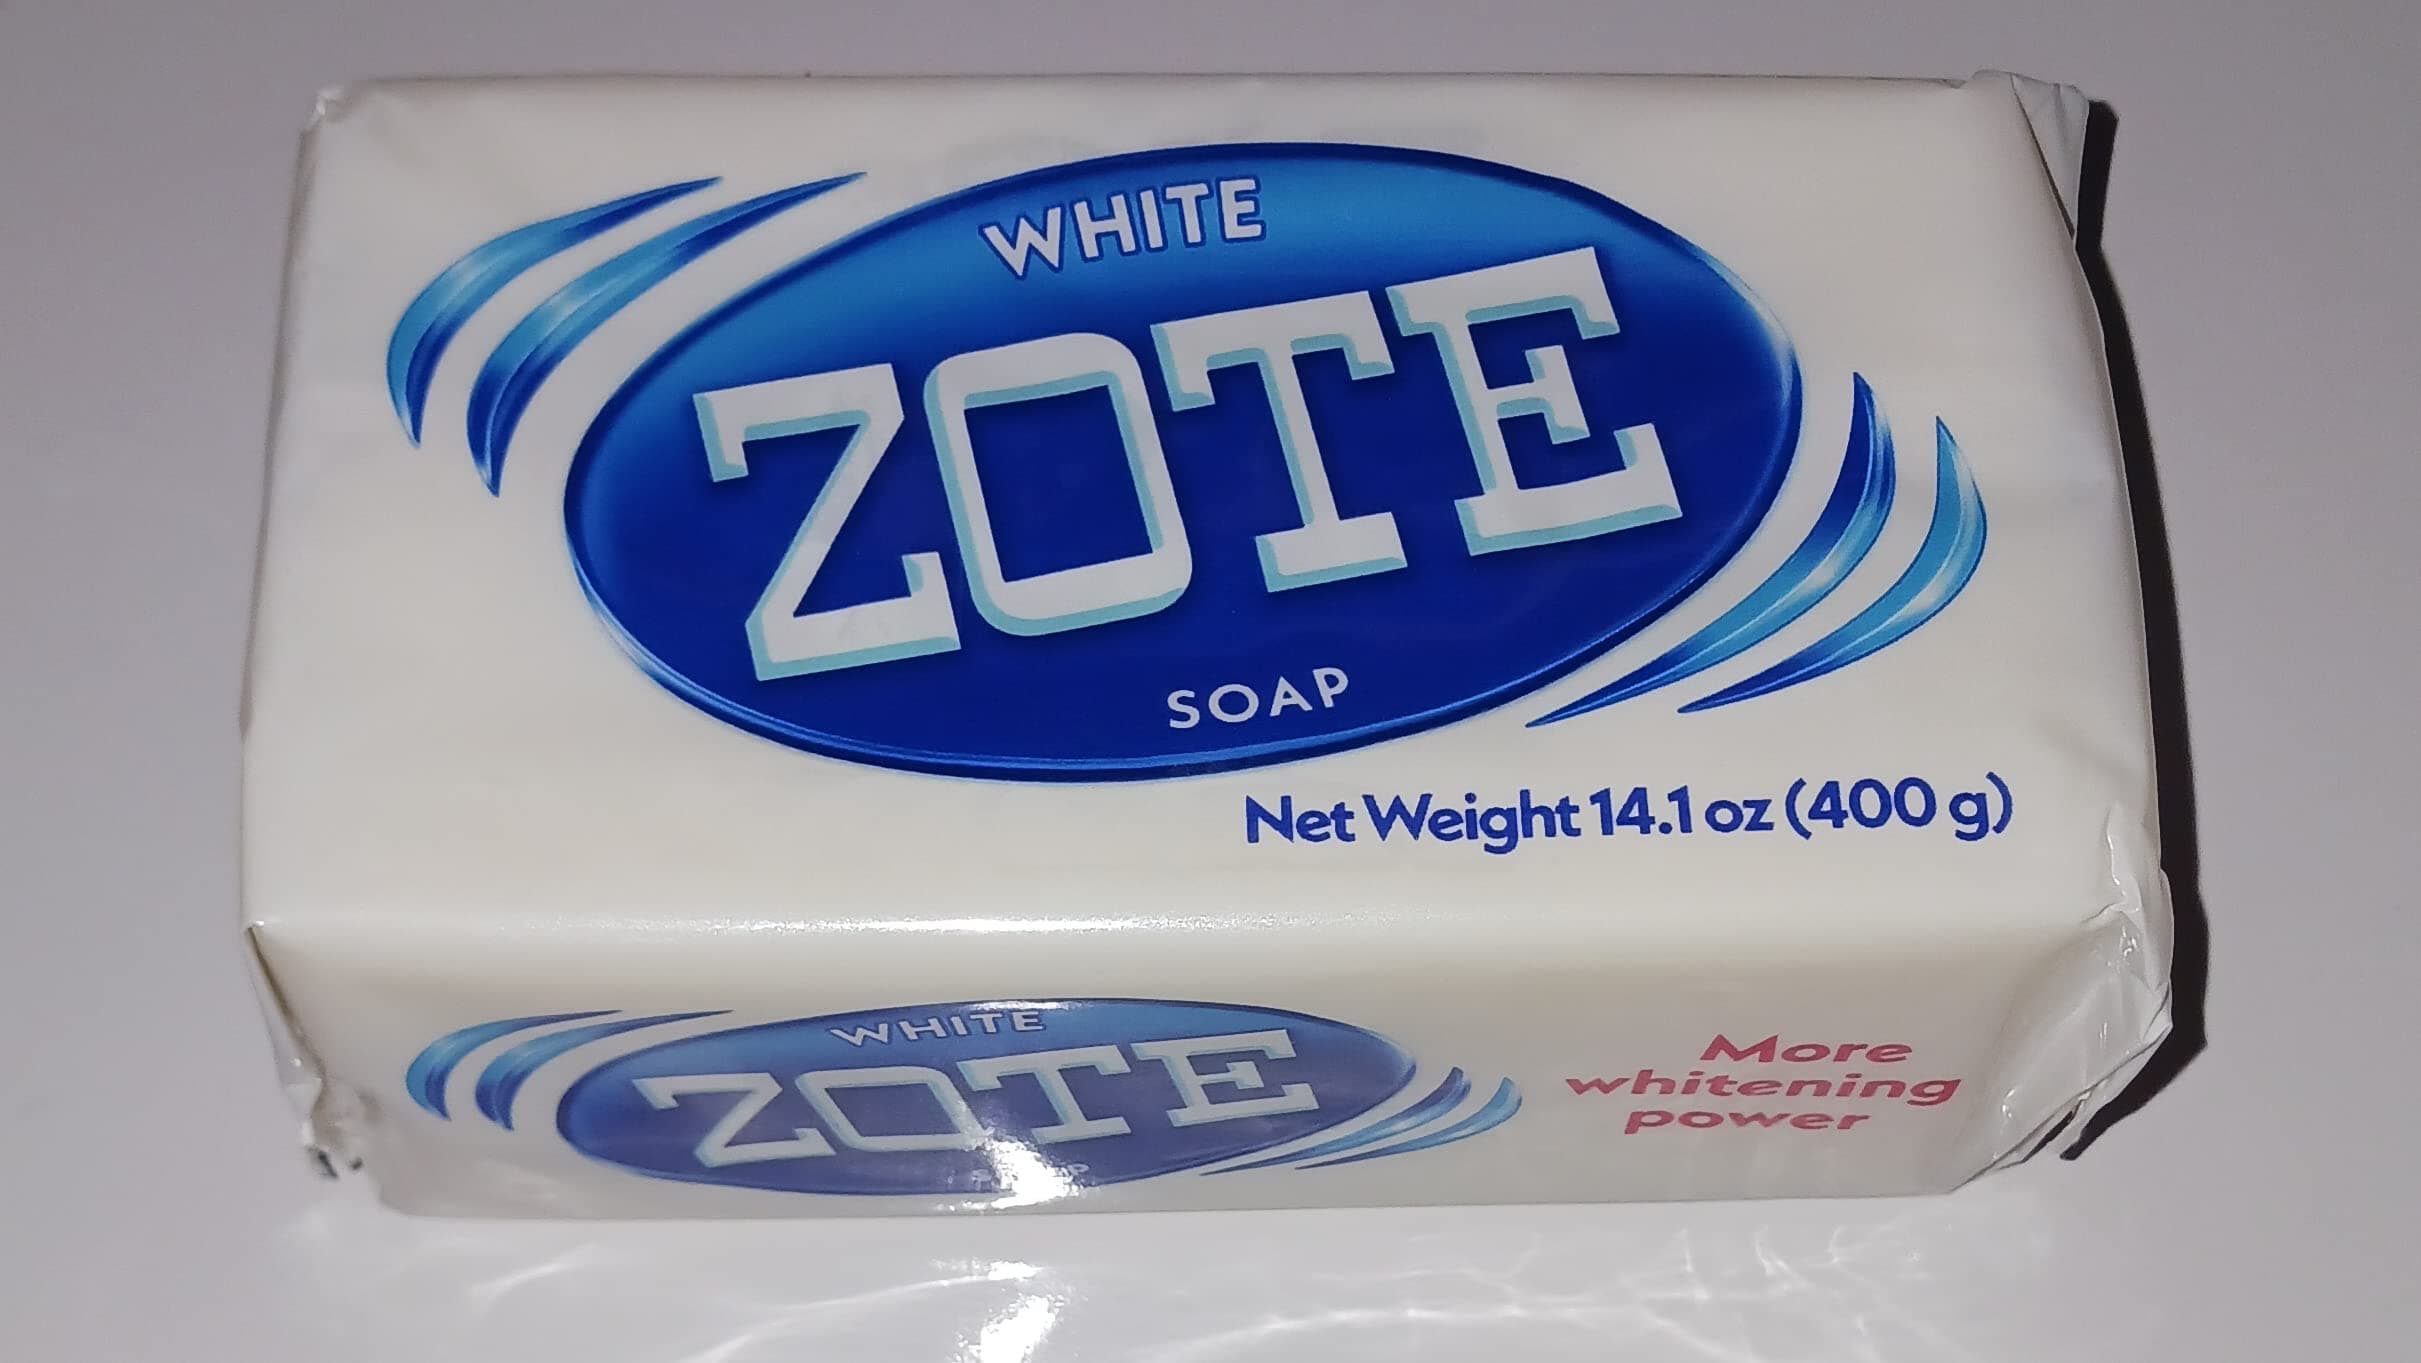 WHITE
ZOTE
SOAP
Net Weight 14.1 oz (400 g)
WHITE
ZOTE
More
whitening
power